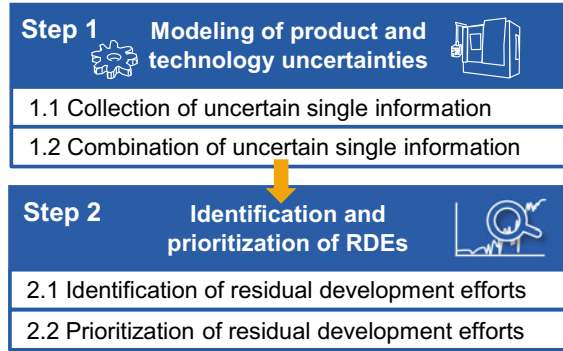 Step 1
Modeling of product and
technology uncertainties
1.1 Collection of uncertain single information
1.2 Combination of uncertain single information
Step 2
Identification and
prioritization of RDEs
2.1 Identification of residual development efforts
2.2 Prioritization of residual development efforts